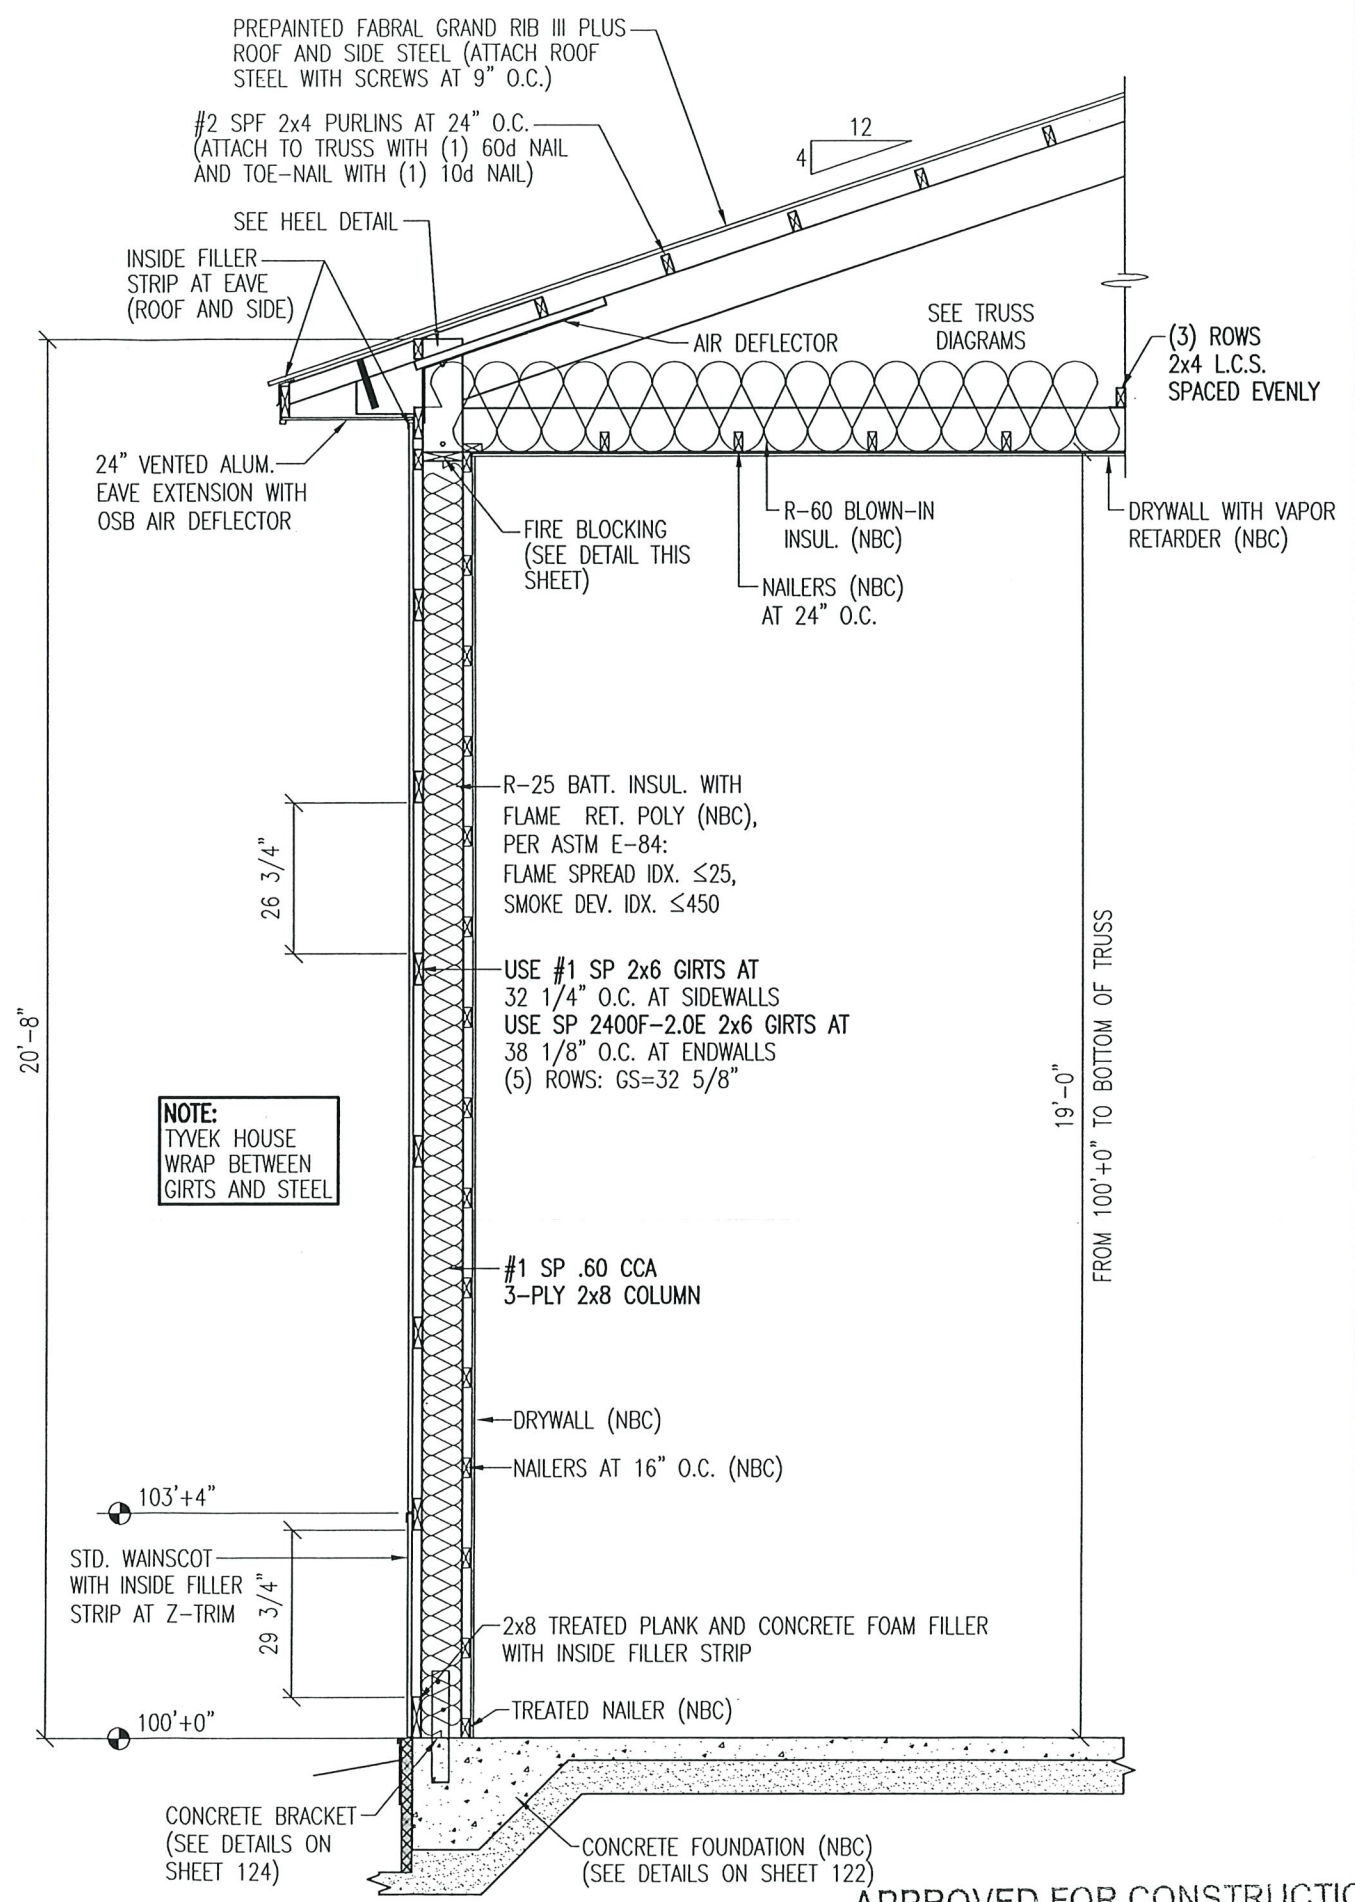 PREPAINTED FABRAL GRAND RIB III PLUS
ROOF AND SIDE STEEL (ATTACH ROOF
STEEL WITH SCREWS AT 9" O.C.)
#2 SPF 2x4 PURLINS AT 24" O.C.
(ATTACH TO TRUSS WITH (1) 60d NAIL
AND TOE-NAIL WITH (1) 10d NAIL)
12
4
SEE HEEL DETAIL
INSIDE FILLER
STRIP AT EAVE
(ROOF AND SIDE)
AIR DEFLECTOR
SEE TRUSS
DIAGRAMS
(3) ROWS
2x4 L.C.S.
SPACED EVENLY
24" VENTED ALUM.
EAVE EXTENSION WITH
OSB AIR DEFLECTOR
FIRE BLOCKING
(SEE DETAIL THIS
SHEET)
R-60 BLOWN-IN
INSUL. (NBC)
NAILERS (NBC)
AT 24" O.C.
DRYWALL WITH VAPOR
RETARDER (NBC)
R-25 BATT. INSUL. WITH
FLAME RET. POLY (NBC),
PER ASTM E-84:
FLAME SPREAD IDX. ≤25,
SMOKE DEV. IDX. ≤450
26 3/4"
USE #1 SP 2x6 GIRTS AT
32 1/4" O.C. AT SIDEWALLS
USE SP 2400F-2.0E 2x6 GIRTS AT
38 1/8" O.C. AT ENDWALLS
(5) ROWS: GS=32 5/8"
20'-8"
19'-0"
FROM 100'+0" TO BOTTOM OF TRUSS
NOTE:
TYVEK HOUSE
WRAP BETWEEN
GIRTS AND STEEL
#1 SP .60 CCA
3-PLY 2x8 COLUMN
DRYWALL (NBC)
NAILERS AT 16" O.C. (NBC)
103'+4"
STD. WAINSCOT
WITH INSIDE FILLER
STRIP AT Z-TRIM
29 3/4"
2x8 TREATED PLANK AND CONCRETE FOAM FILLER
WITH INSIDE FILLER STRIP
TREATED NAILER (NBC)
100'+0"
CONCRETE BRACKET
(SEE DETAILS ON
SHEET 124)
CONCRETE FOUNDATION (NBC)
(SEE DETAILS ON SHEET 122)
APPROVED FOR CONSTRUCTIO